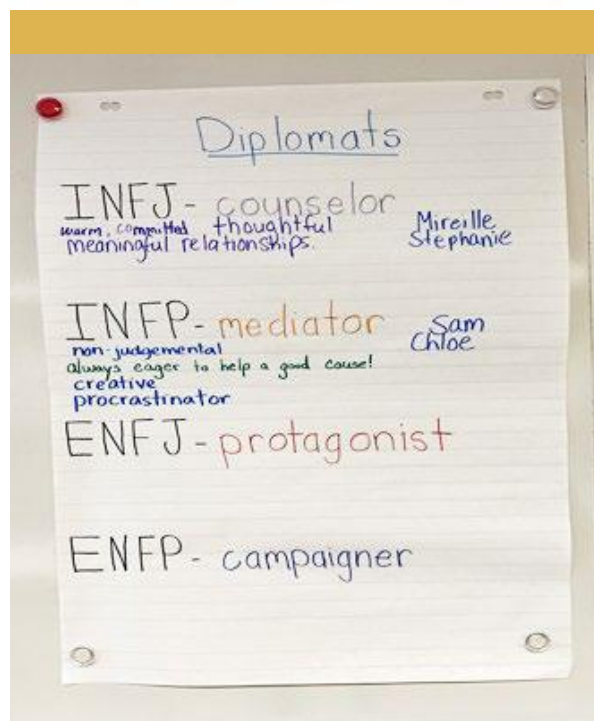 Diplomats
INFJ - counselor
warm, committed thoughtful
meaningful relationships.
Mireille
Stephanie
INFP - mediator
non-judgemental
always eager to help a good cause!
creative
procrastinator
Sam
Chloe
ENFJ - protagonist
ENFP - campaigner